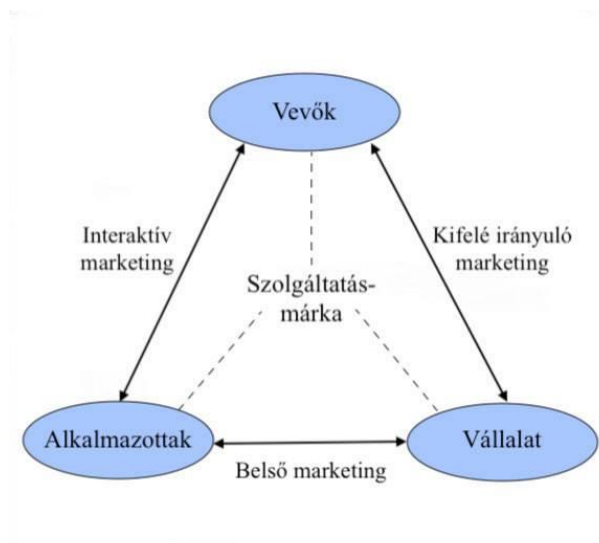 Vevők
Interaktív
marketing
Kifelé irányuló
marketing
Szolgáltatás-
márka
Alkalmazottak
Vállalat
Belső marketing